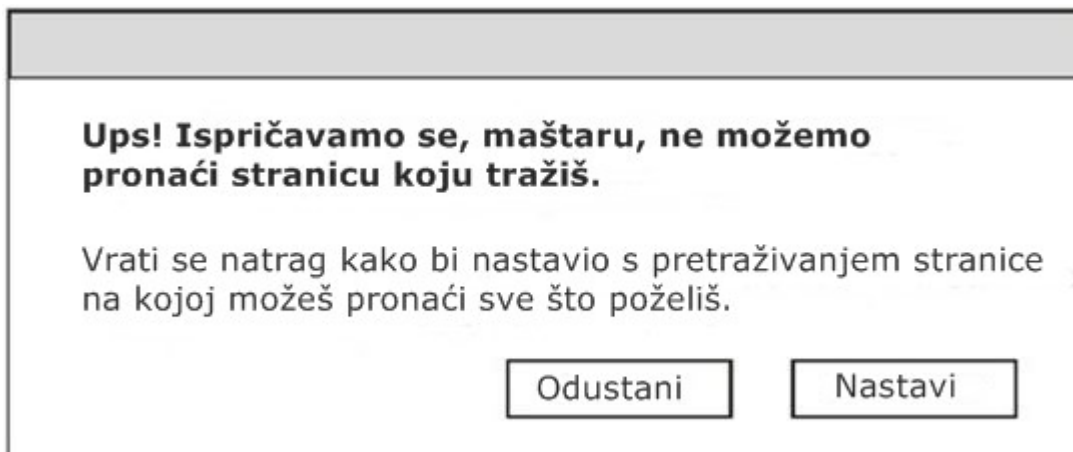 Ups! Ispričavamo se, maštaru, ne možemo
pronaći stranicu koju tražiš.
Vrati se natrag kako bi nastavio s pretraživanjem stranice
na kojoj možeš pronaći sve što poželiš.
Odustani
Nastavi